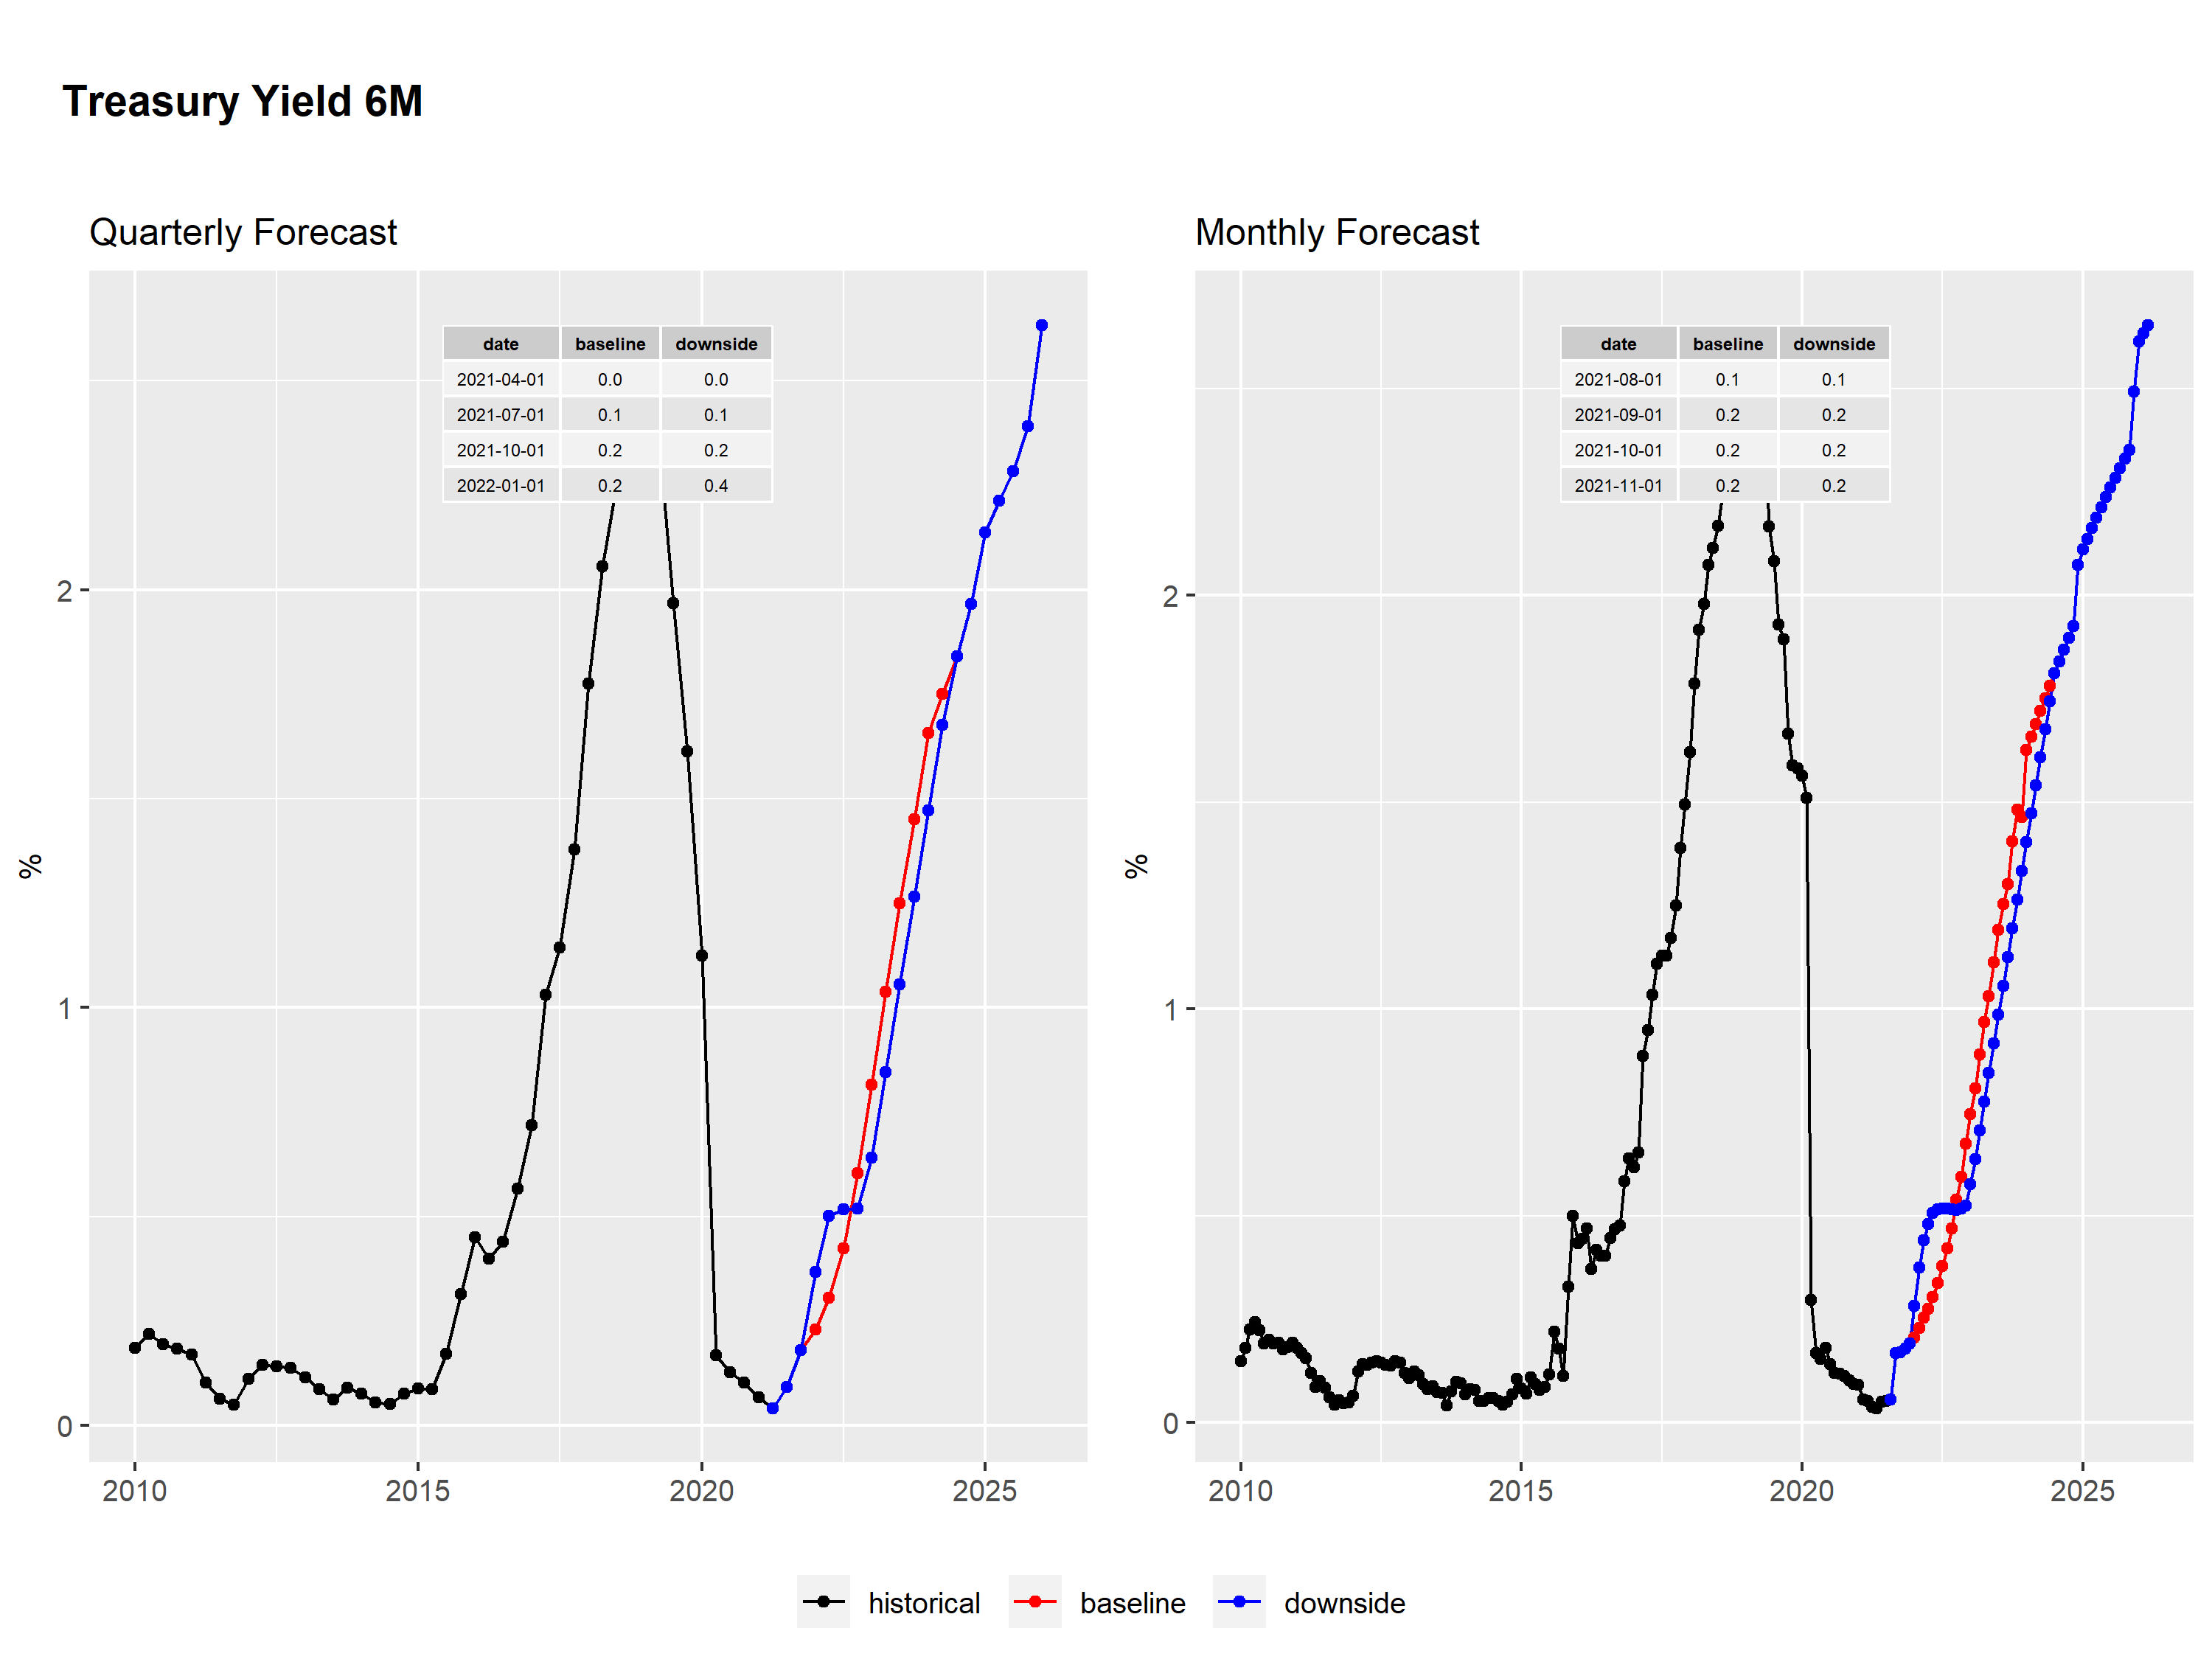 Treasury Yield 6M
Quarterly Forecast
date baseline downside
2021-04-01 0.0 0.0
2021-07-01 0.1 0.1
2021-10-01 0.2 0.2
2022-01-01 0.2 0.4
%
2
1
0
2010 2015 2020 2025
Monthly Forecast
date baseline downside
2021-08-01 0.1 0.1
2021-09-01 0.2 0.2
2021-10-01 0.2 0.2
2021-11-01 0.2 0.2
%
2
1
0
2010 2015 2020 2025
historical baseline downside